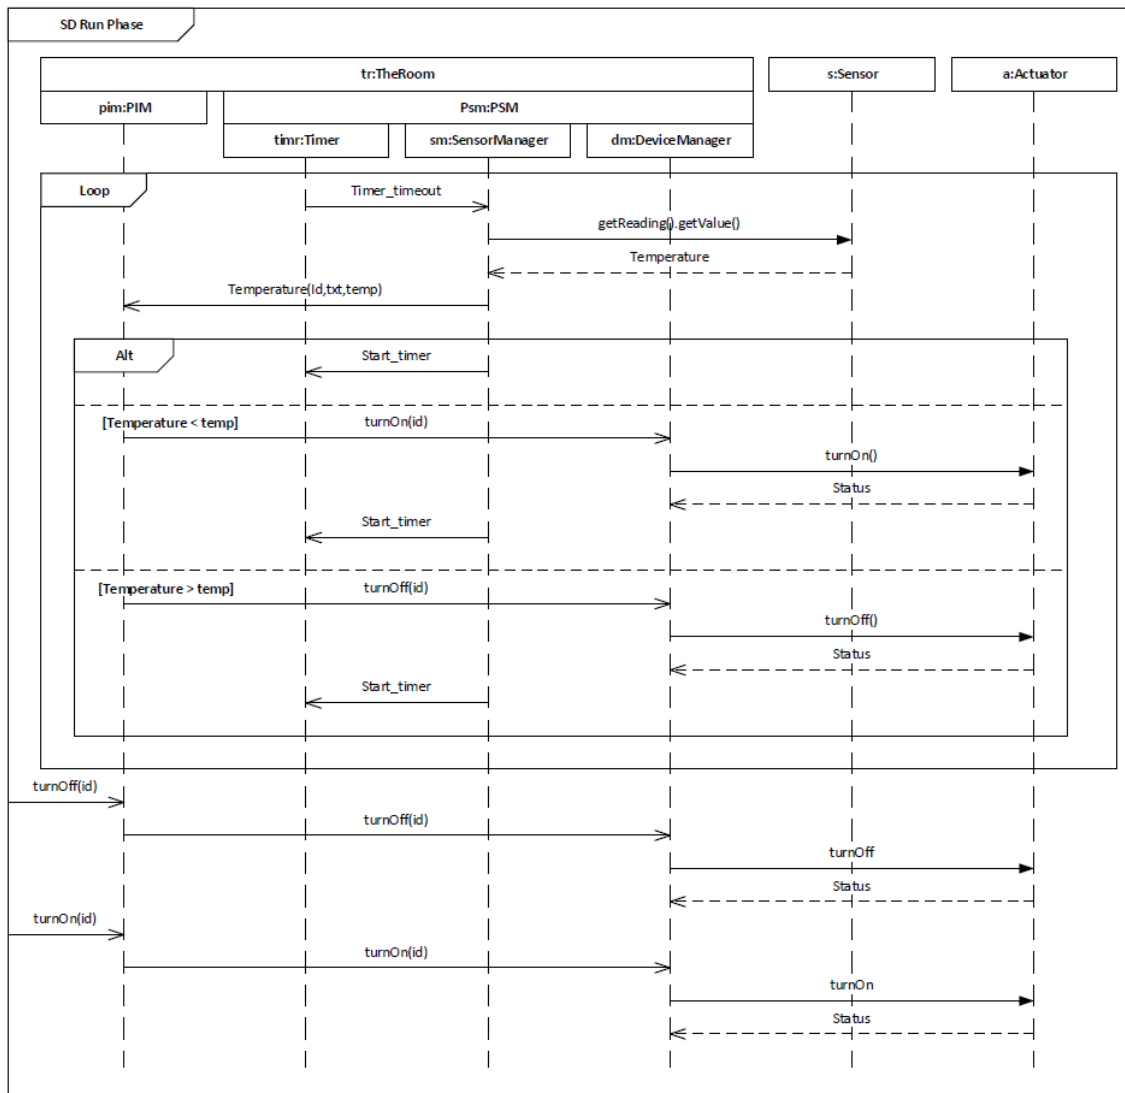 SD Run Phase
tr:TheRoom
s:Sensor
a:Actuator
pim:PIM
Psm:PSM
timr:Timer
sm:SensorManager
dm:DeviceManager
Loop
Timer_timeout
getReading().getValue()
Temperature
Temperature(Id,txt,temp)
Alt
Start_timer
[Temperature < temp]
turnOn(id)
turnOn()
Status
Start_timer
[Temperature > temp]
turnOff(id)
turnOff()
Status
Start_timer
turnOff(id)
turnOff(id)
turnOff
Status
turnOn(id)
turnOn(id)
turnOn
Status